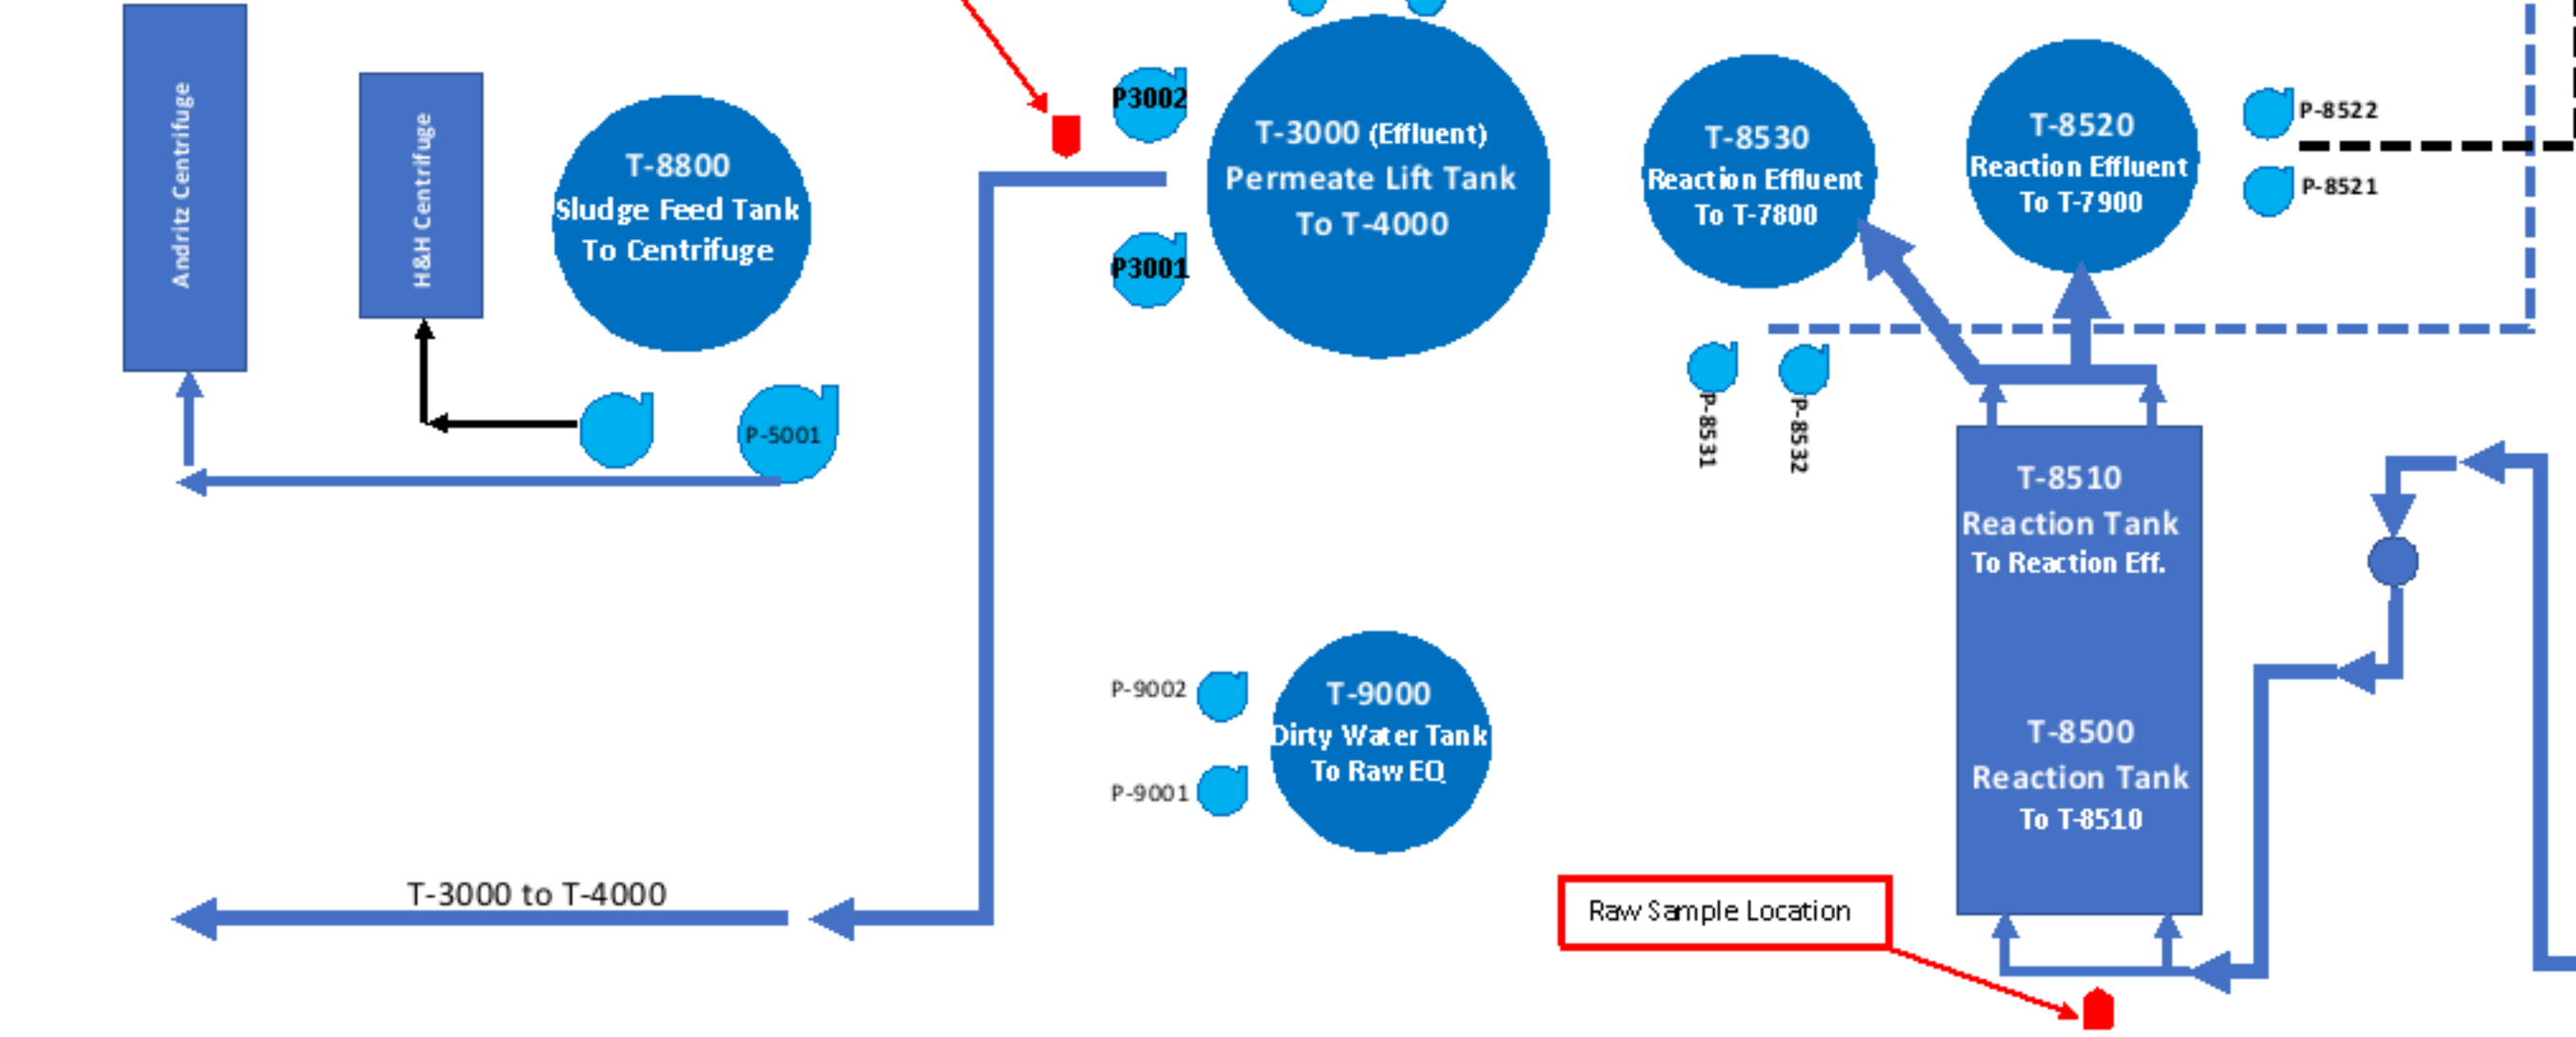 Andritz Centrifuge
H&H Centrifuge
T-8800
Sludge Feed Tank
To Centrifuge
P-5001
P3002
P3001
T-3000 (Effluent)
Permeate Lift Tank
To T-4000
T-8530
Reaction Effluent
To T-7800
T-8520
Reaction Effluent
To T-7900
P-8522
P-8521
P-8531
P-8532
T-8510
Reaction Tank
To Reaction Eff.
T-8500
Reaction Tank
To T-8510
P-9002
P-9001
T-9000
Dirty Water Tank
To Raw EQ
T-3000 to T-4000
Raw Sample Location